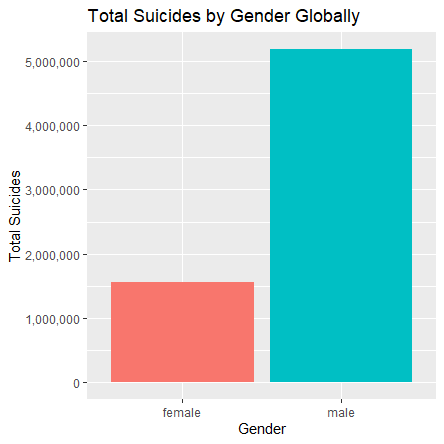 Total Suicides by Gender Globally
Total Suicides
5,000,000
4,000,000
3,000,000
2,000,000
1,000,000
0
female
male
Gender